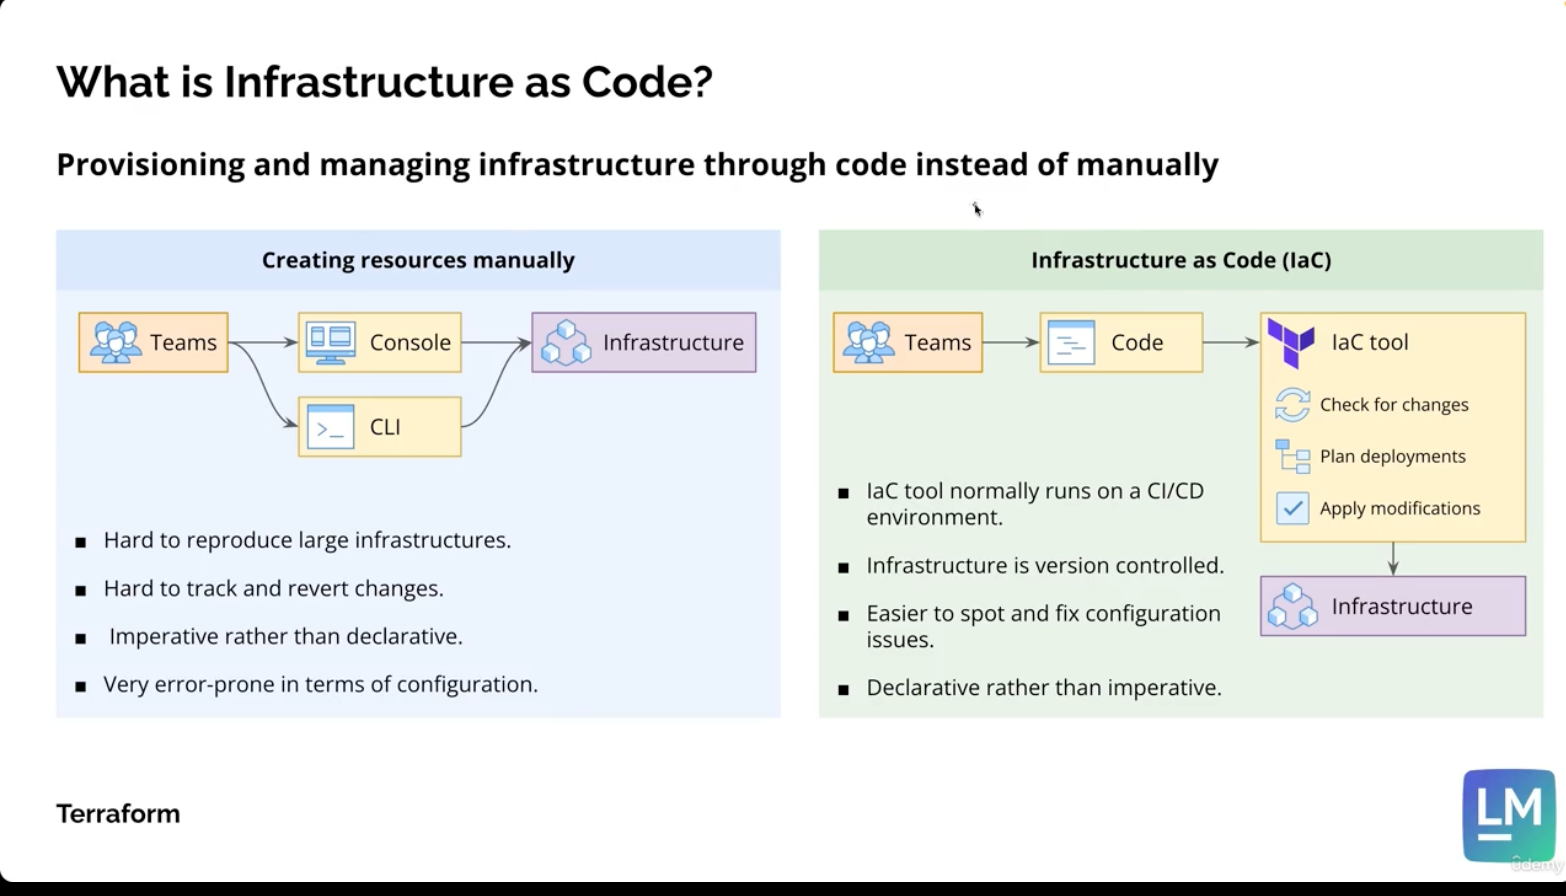 What is Infrastructure as Code?
Provisioning and managing infrastructure through code instead of manually
Creating resources manually
Teams
Console
Infrastructure
CLI
Hard to reproduce large infrastructures.
Hard to track and revert changes.
Imperative rather than declarative.
Very error-prone in terms of configuration.
Infrastructure as Code (IaC)
Teams
Code
IaC tool
Check for changes
Plan deployments
Apply modifications
Infrastructure
IaC tool normally runs on a CI/CD
environment.
Infrastructure is version controlled.
Easier to spot and fix configuration
issues.
Declarative rather than imperative.
Terraform
LM
ûdemy